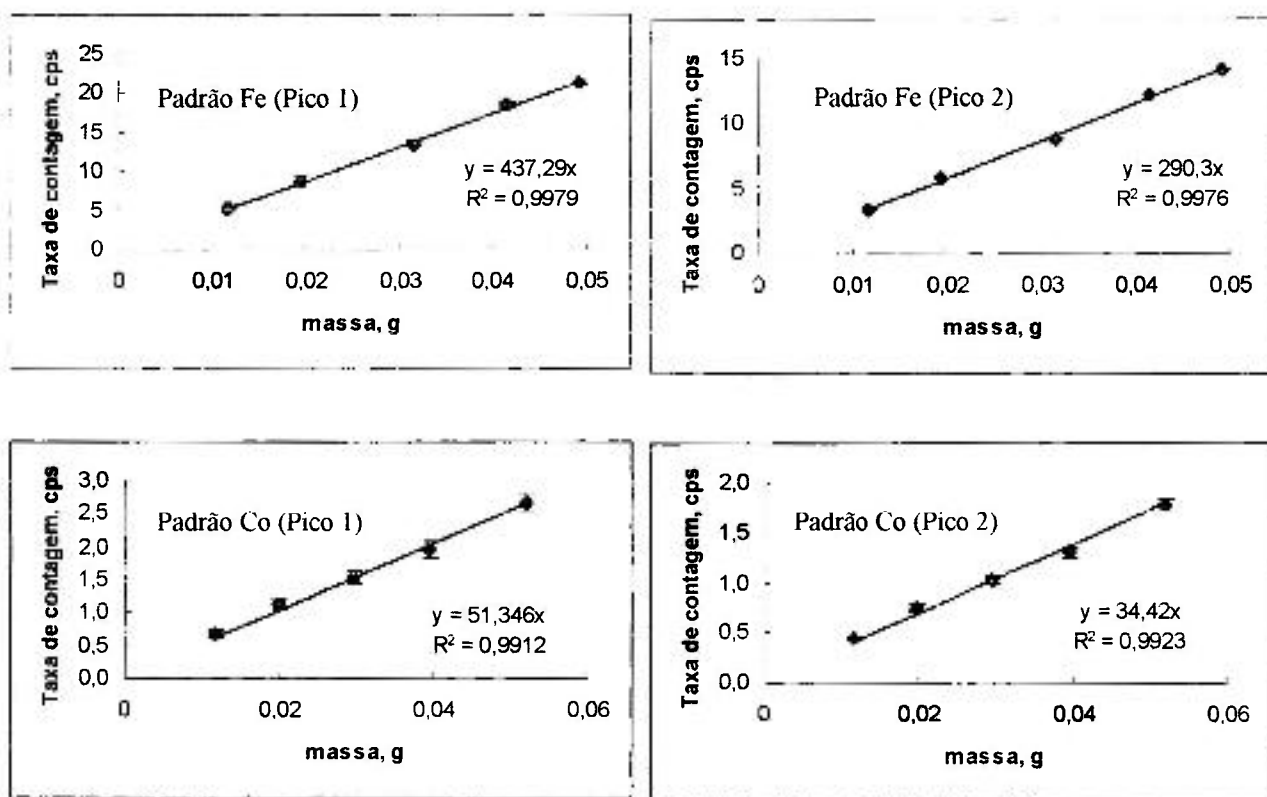 Taxa de contagem, cps
25
20
15
10
5
0
Padrão Fe (Pico 1)
y = 437,29x
R² = 0,9979
0 0,01 0,02 0,03 0,04 0,05
massa, g
Taxa de contagem, cps
15
10
5
0
Padrão Fe (Pico 2)
y = 290,3x
R² = 0,9976
0 0,01 0,02 0,03 0,04 0,05
massa, g
Taxa de contagem, cps
3,0
2,5
2,0
1,5
1,0
0,5
0,0
Padrão Co (Pico 1)
y = 51,346x
R² = 0,9912
0 0,02 0,04 0,06
massa, g
Taxa de contagem, cps
2,0
1,5
1,0
0,5
0,0
Padrão Co (Pico 2)
y = 34,42x
R² = 0,9923
0 0,02 0,04 0,06
massa, g